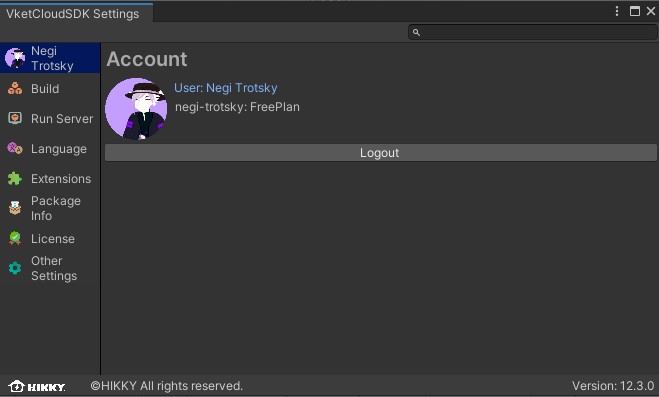 VketCloudSDK Settings
Negi
Trotsky
Build
Run Server
Language
Extensions
Package
Info
License
Other
Settings
Account
User: Negi Trotsky
negi-trotsky: FreePlan
Logout
HIKKY
©HIKKY All rights reserved.
Version: 12.3.0